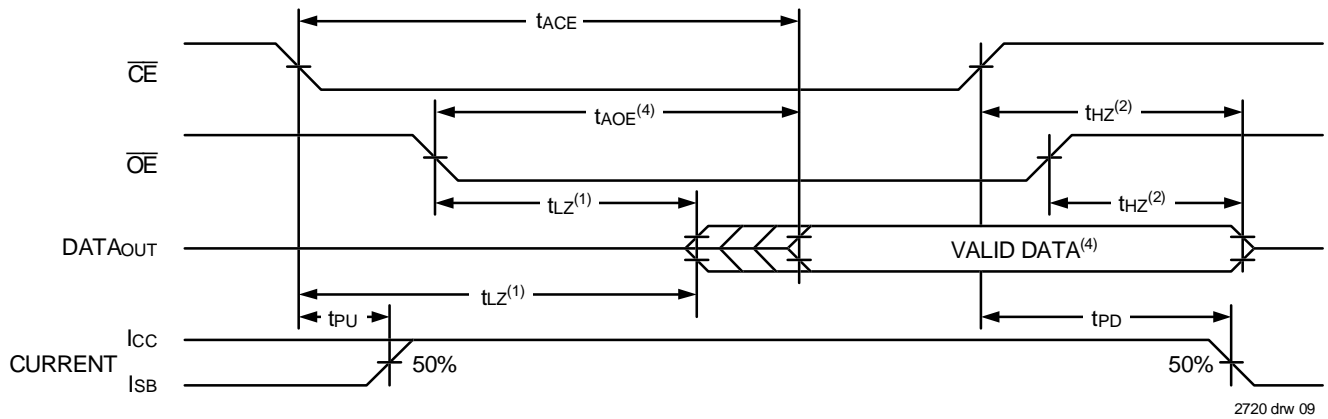 tACE
CE
tAOE(4)
tHZ(2)
OE
tLZ(1)
tHZ(2)
DATAOUT
VALID DATA(4)
tLZ(1)
tPU
tPD
ICC
CURRENT
50%
50%
ISB
2720 drw 09